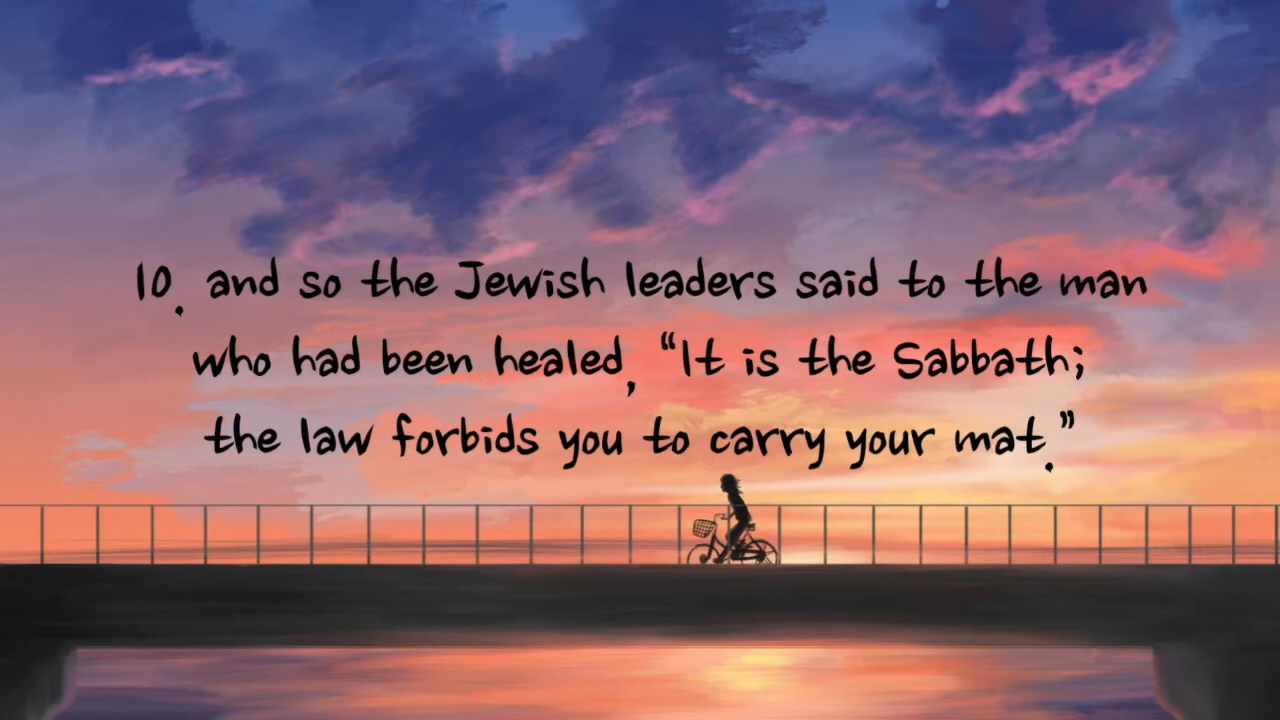 10. and so the Jewish leaders said to the man
who had been healed, “It is the Sabbath;
the law forbids you to carry your mat.”